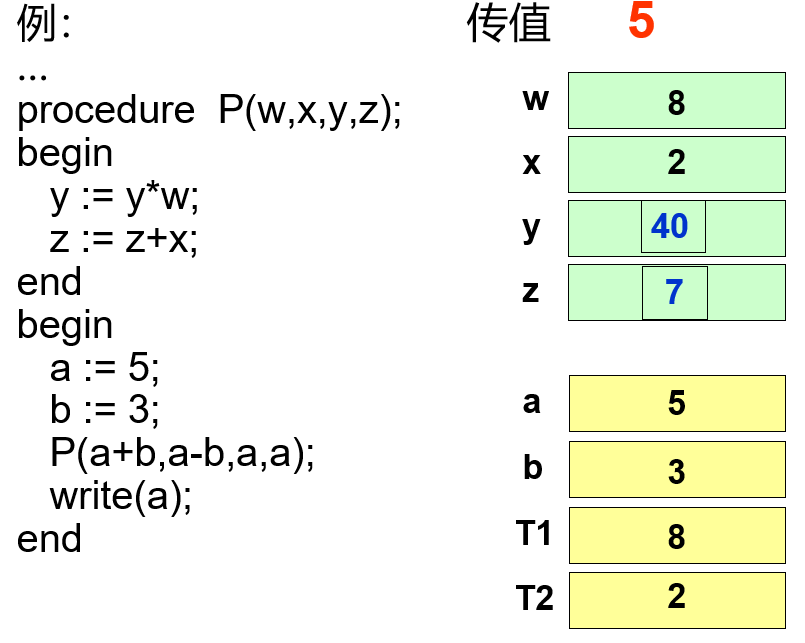 例：
...
procedure P(w,x,y,z);
begin
y := y*w;
z := z+x;
end
begin
a := 5;
b := 3;
P(a+b,a-b,a,a);
write(a);
end
传值 5
w 8
x 2
y 40
z 7
a 5
b 3
T1 8
T2 2